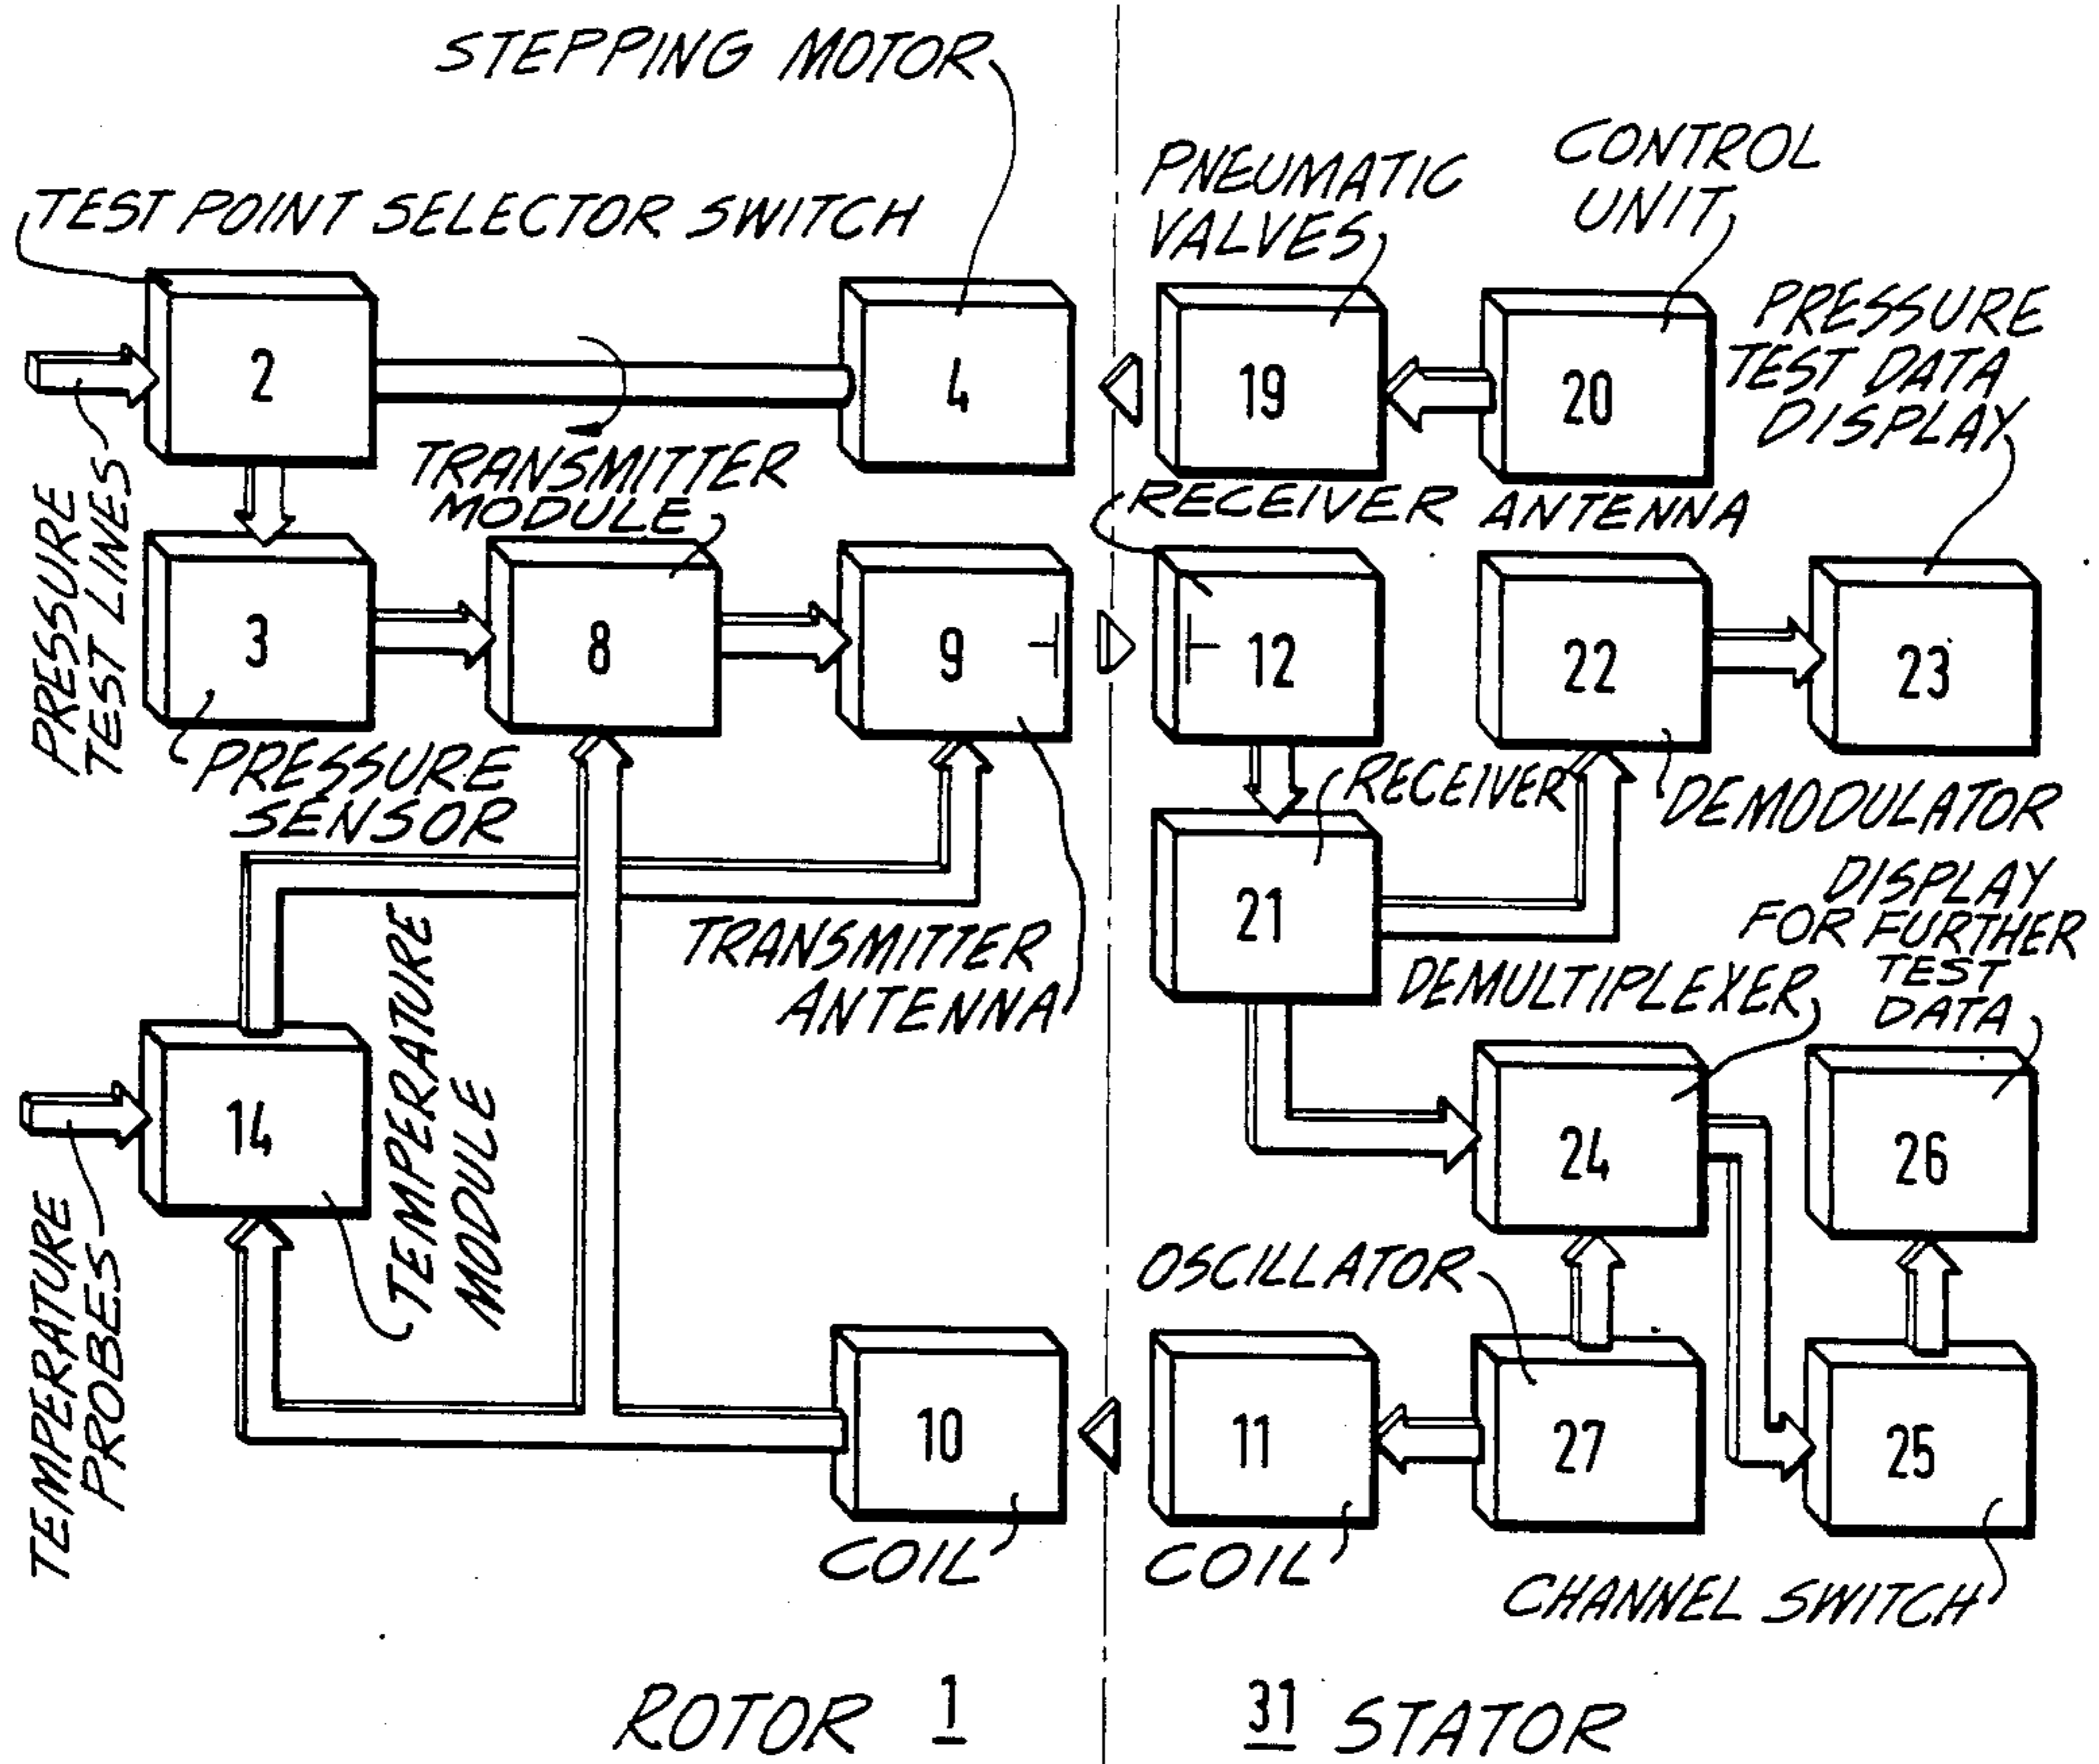 STEPPING MOTOR
CONTROL
UNIT
PNEUMATIC
VALVES
TEST POINT SELECTOR SWITCH
PRESSURE
TEST DATA
DISPLAY
2
4
19
20
PRESSURE
TEST LINES
TRANSMITTER
MODULE
RECEIVER ANTENNA
3
8
9
12
22
23
PRESSURE
SENSOR
RECEIVER
DEMODULATOR
21
DISPLAY
FOR FURTHER
TEST
DATA
TRANSMITTER
ANTENNA
DEMULTIPLEXER
TEMPERATURE
MODULE
14
24
26
TEMPERATURE
PROBES
OSCILLATOR
10
11
27
25
COIL
COIL
CHANNEL SWITCH
ROTOR 1
31 STATOR